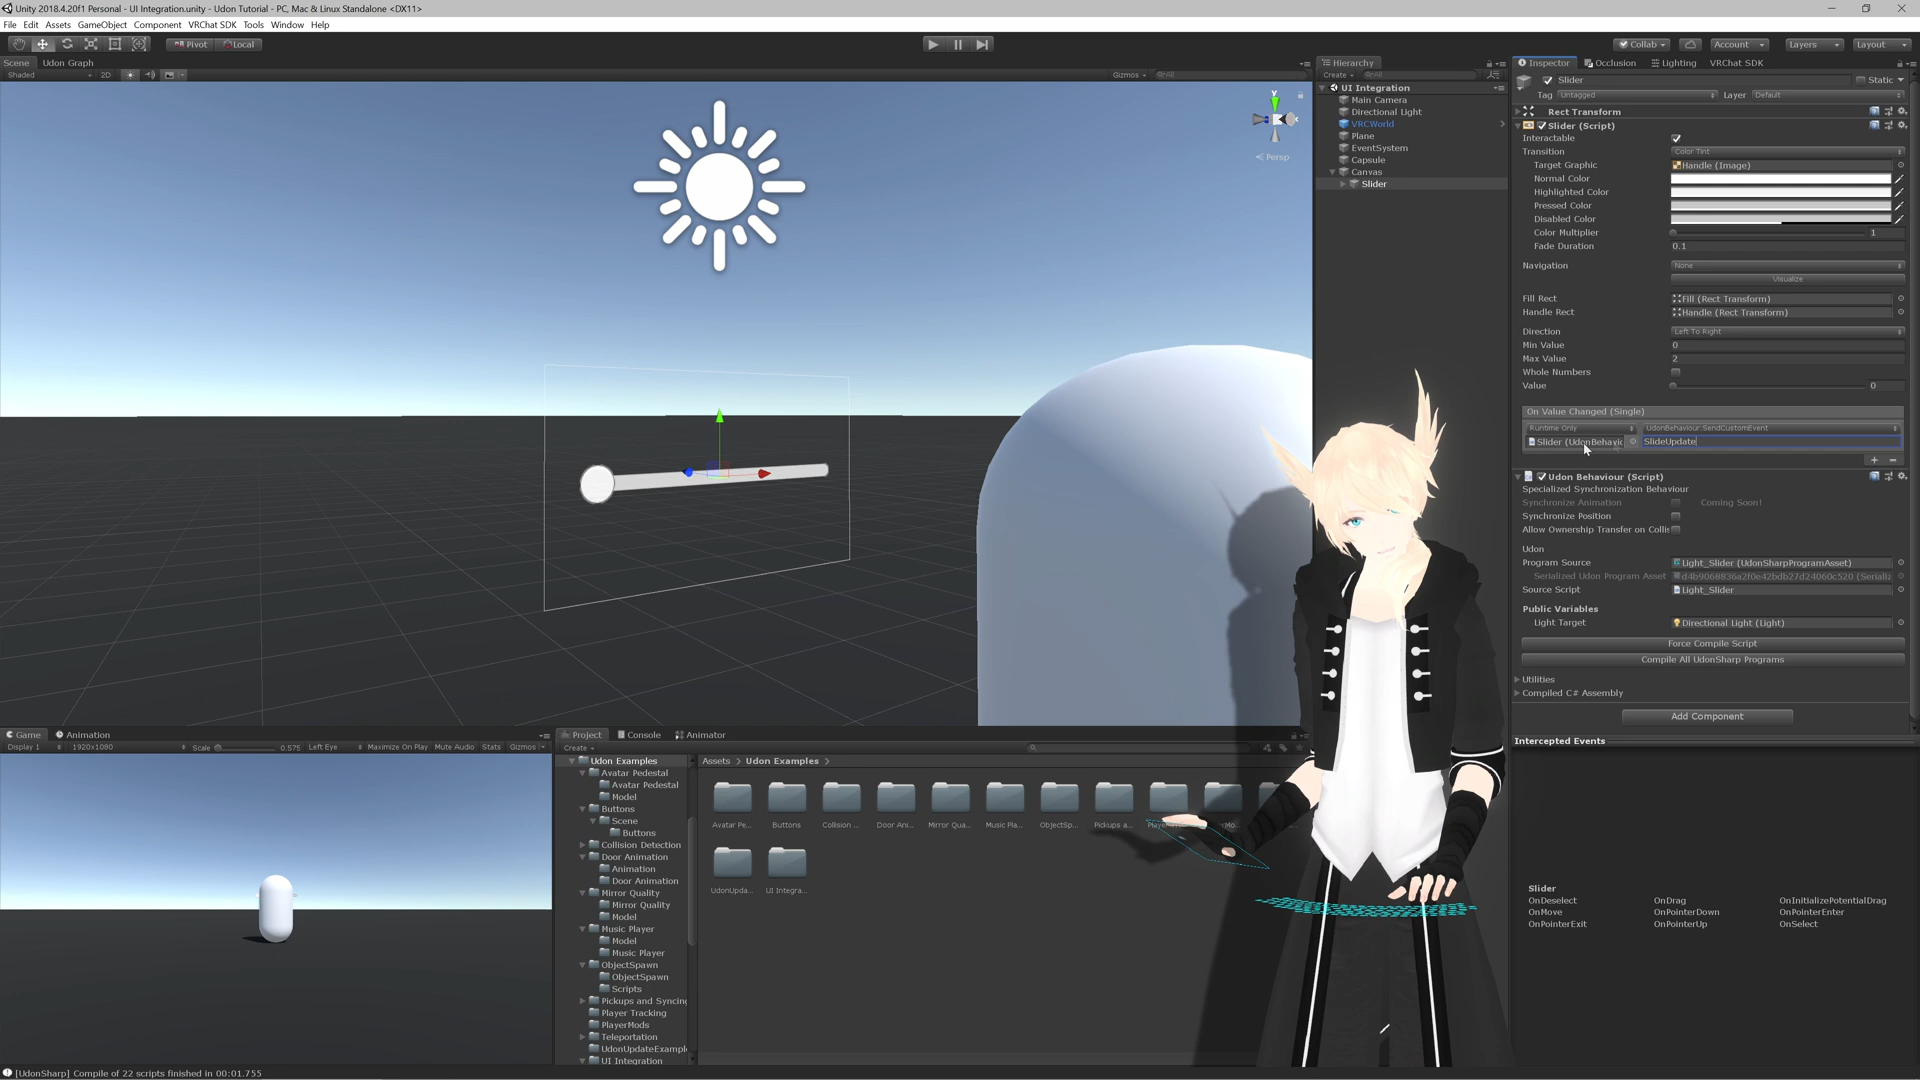 Unity 2018.4.20f1 Personal - UI Integration.unity - Udon Tutorial - PC, Mac & Linux Standalone <DX11>
File Edit Assets GameObject Component VRChat SDK Tools Window Help
Pivot Local
Collab Account Layers Layout
Scene Udon Graph
Shaded 2D Gizmos
Y
Persp
Hierarchy
Create
UI Integration
Main Camera
Directional Light
VRCWorld
Plane
EventSystem
Capsule
Canvas
Slider
Inspector Occlusion Lighting VRChat SDK
Slider Static
Tag Untagged Layer Default
Rect Transform
Slider (Script)
Interactable
Transition Color Tint
Target Graphic Handle (Image)
Normal Color
Highlighted Color
Pressed Color
Disabled Color
Color Multiplier 1
Fade Duration 0.1
Navigation None
Visualize
Fill Rect Fill (Rect Transform)
Handle Rect Handle (Rect Transform)
Direction Left To Right
Min Value 0
Max Value 2
Whole Numbers
Value 0
On Value Changed (Single)
Runtime Only UdonBehaviour.SendCustomEvent
Slider (UdonBehavic SlideUpdate
Udon Behaviour (Script)
Specialized Synchronization Behaviour
Synchronize Animation Coming Soon!
Synchronize Position
Allow Ownership Transfer on Collis
Udon
Program Source Light_Slider (UdonSharpProgramAsset)
Serialized Udon Program Asset d4b9068836a2f0e42bdb27d24060c520 (Serializ
Source Script Light_Slider
Public Variables
Light Target Directional Light (Light)
Force Compile Script
Compile All UdonSharp Programs
Utilities
Compiled C# Assembly
Add Component
Intercepted Events
Slider
OnDeselect OnDrag OnInitializePotentialDrag
OnMove OnPointerDown OnPointerEnter
OnPointerExit OnPointerUp OnSelect
Game Animation
Display 1 1920x1080 Scale 0.575 Left Eye Maximize On Play Mute Audio Stats Gizmos
Project Console Animator
Create
Udon Examples
Avatar Pedestal
Avatar Pedestal
Model
Buttons
Scene
Buttons
Collision Detection
Door Animation
Animation
Door Animation
Mirror Quality
Mirror Quality
Model
Music Player
Model
Music Player
ObjectSpawn
ObjectSpawn
Scripts
Pickups and Syncing
Player Tracking
PlayerMods
Teleportation
UdonUpdateExampl
UI Integration
Assets > Udon Examples >
Avatar Pe... Buttons Collision ... Door Ani... Mirror Qua... Music Pla... ObjectSp... Pickups a...
UdonUpda... UI Integra...
[UdonSharp] Compile of 22 scripts finished in 00:01.755